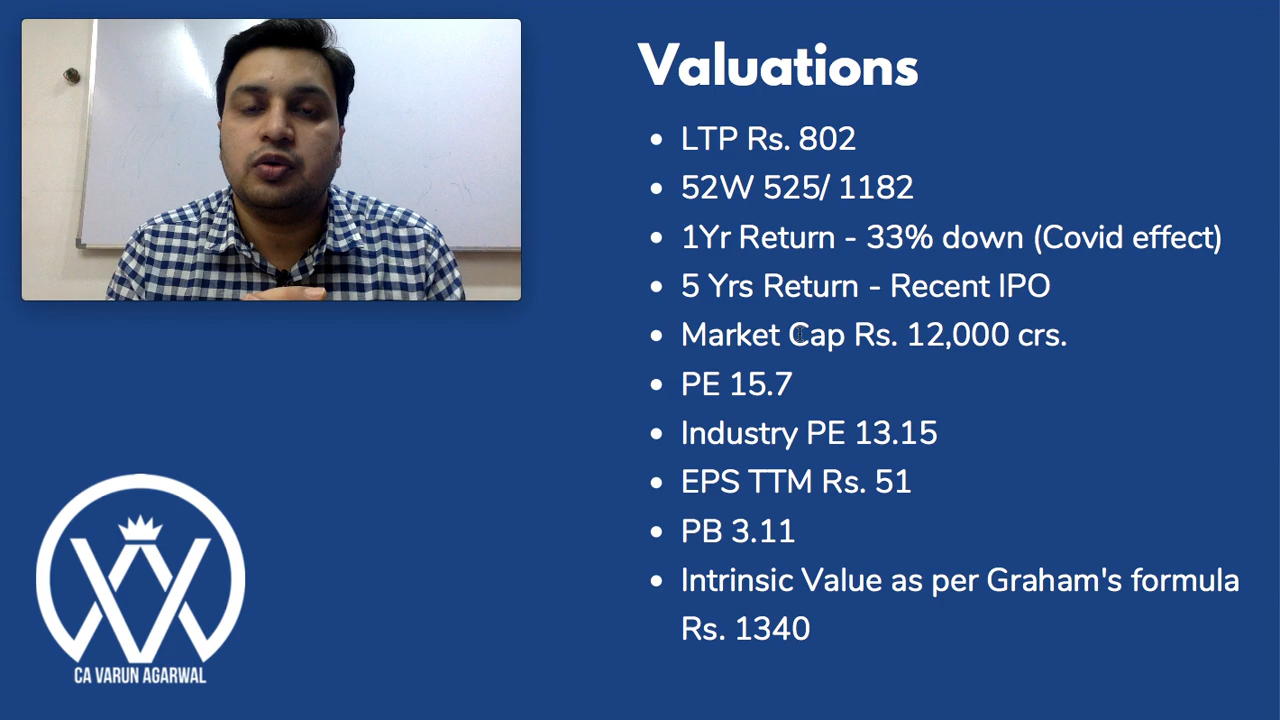 Valuations
• LTP Rs. 802
• 52W 525/ 1182
• 1Yr Return - 33% down (Covid effect)
• 5 Yrs Return - Recent IPO
• Market Cap Rs. 12,000 crs.
• PE 15.7
• Industry PE 13.15
• EPS TTM Rs. 51
• PB 3.11
• Intrinsic Value as per Graham's formula
Rs. 1340
CA VARUN AGARWAL